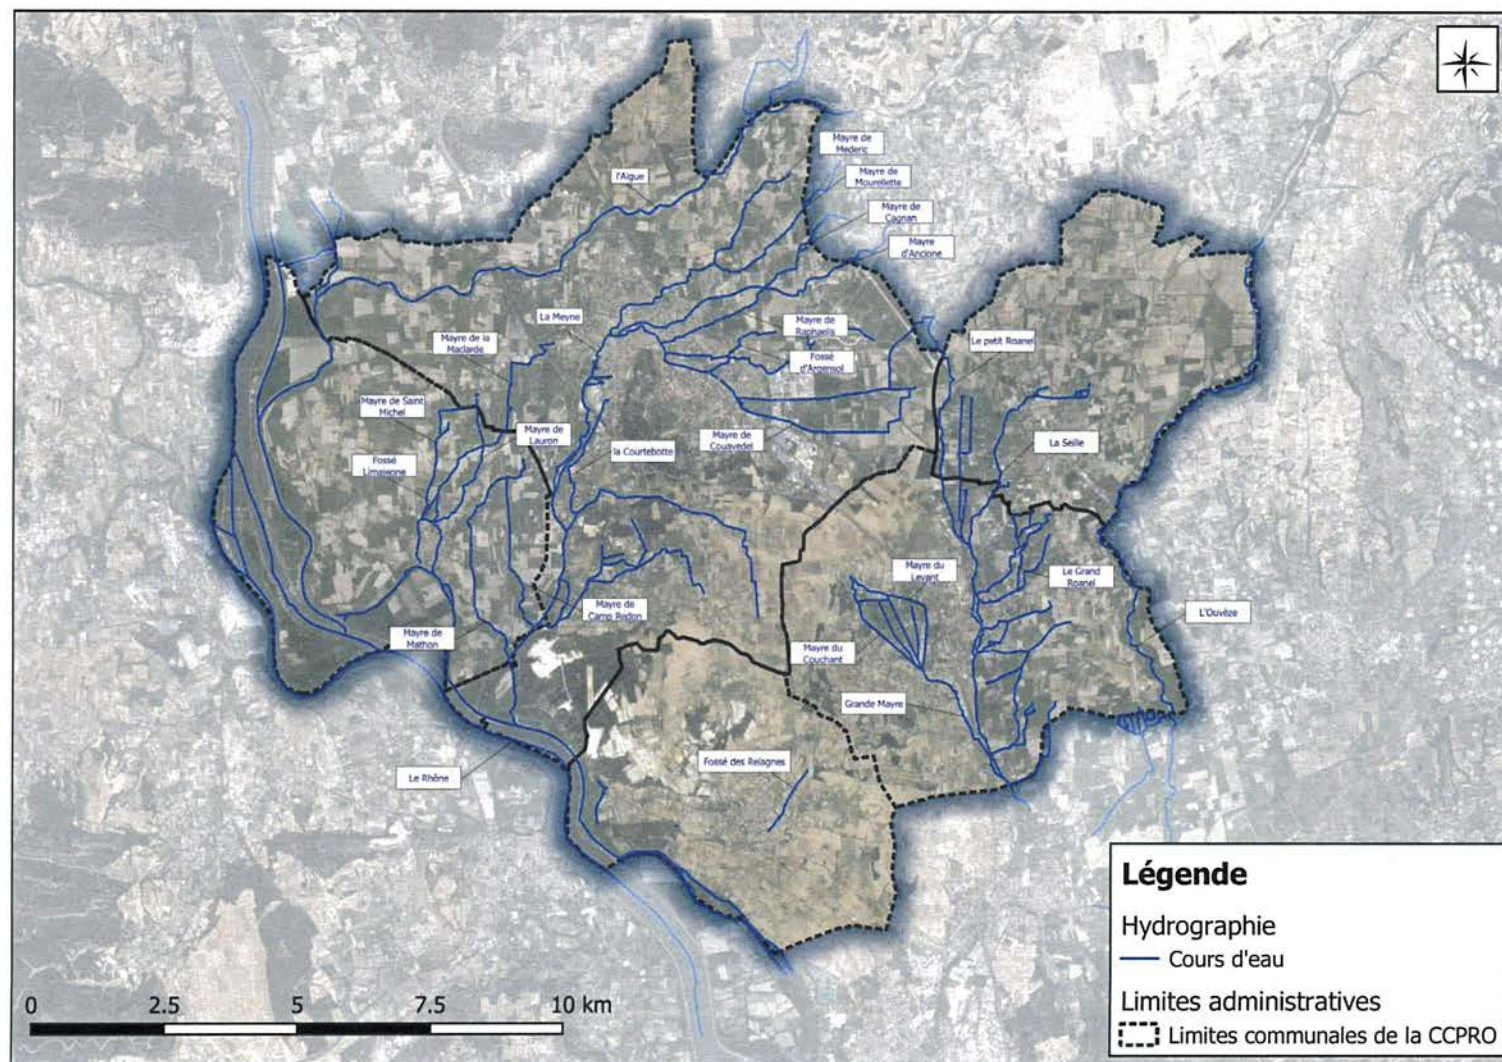 Mayre de
Mederic
l'Aigue
Mayre de
Mourellette
Mayre de
Cagnan
Mayre
d'Ancione
La Meyne
Mayre de
Raphaelis
Mayre de la
Maclarde
Le petit Roanel
Fossé
d'Argensol
Mayre de Saint
Michel
Mayre de
Lauron
Mayre de
Couavedel
la Courtebotte
La Seille
Fossé
Limajeone
Mayre du
Levant
Le Grand
Roanel
Mayre de
Camp Redon
L'Ouvèze
Mayre de
Mathon
Mayre du
Couchant
Grande Mayre
Fossé des Relagnes
Le Rhône
Légende
Hydrographie
Cours d'eau
Limites administratives
Limites communales de la CCPRO
0 2.5 5 7.5 10 km